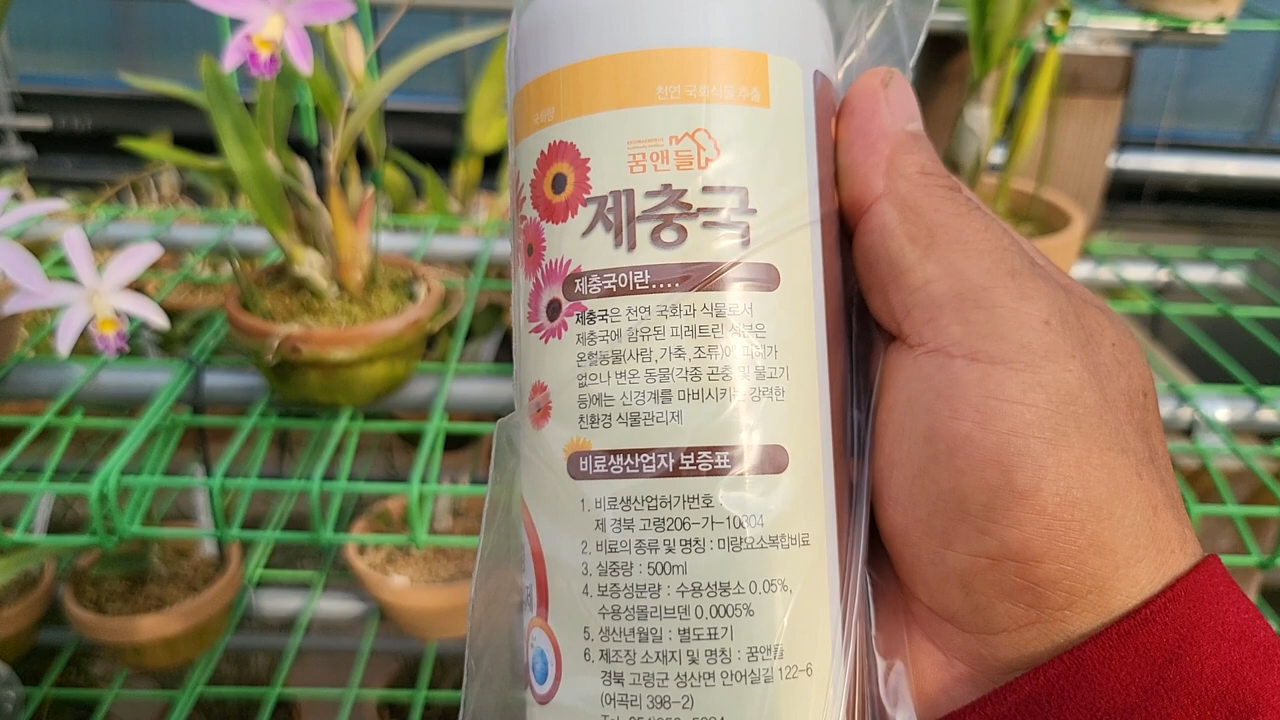 천연 국화식물 추출
꿈앤들
제충국
제충국이란....
제충국은 천연 국화과 식물로서
제충국에 함유된 피레트린 성분은
온혈동물(사람,가축,조류)에 피해가
없으나 변온 동물(각종 곤충 및 물고기
등)에는 신경계를 마비시키는 강력한
친환경 식물관리제
비료생산업자 보증표
1. 비료생산업허가번호
제 경북 고령206-가-10804
2. 비료의 종류 및 명칭 : 미량요소복합비료
3. 실중량 : 500ml
4. 보증성분량 : 수용성붕소 0.05%,
수용성몰리브덴 0.0005%
5. 생산년월일 : 별도표기
6. 제조장 소재지 및 명칭 : 꿈앤들
경북 고령군 성산면 안어실길 122-6
(어곡리 398-2)
제